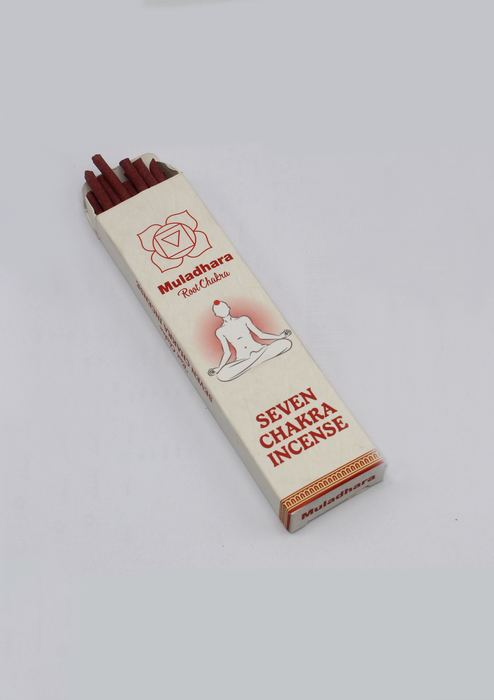 Muladhara
Root Chakra
SEVEN
CHAKRA
INCENSE
Muladhara